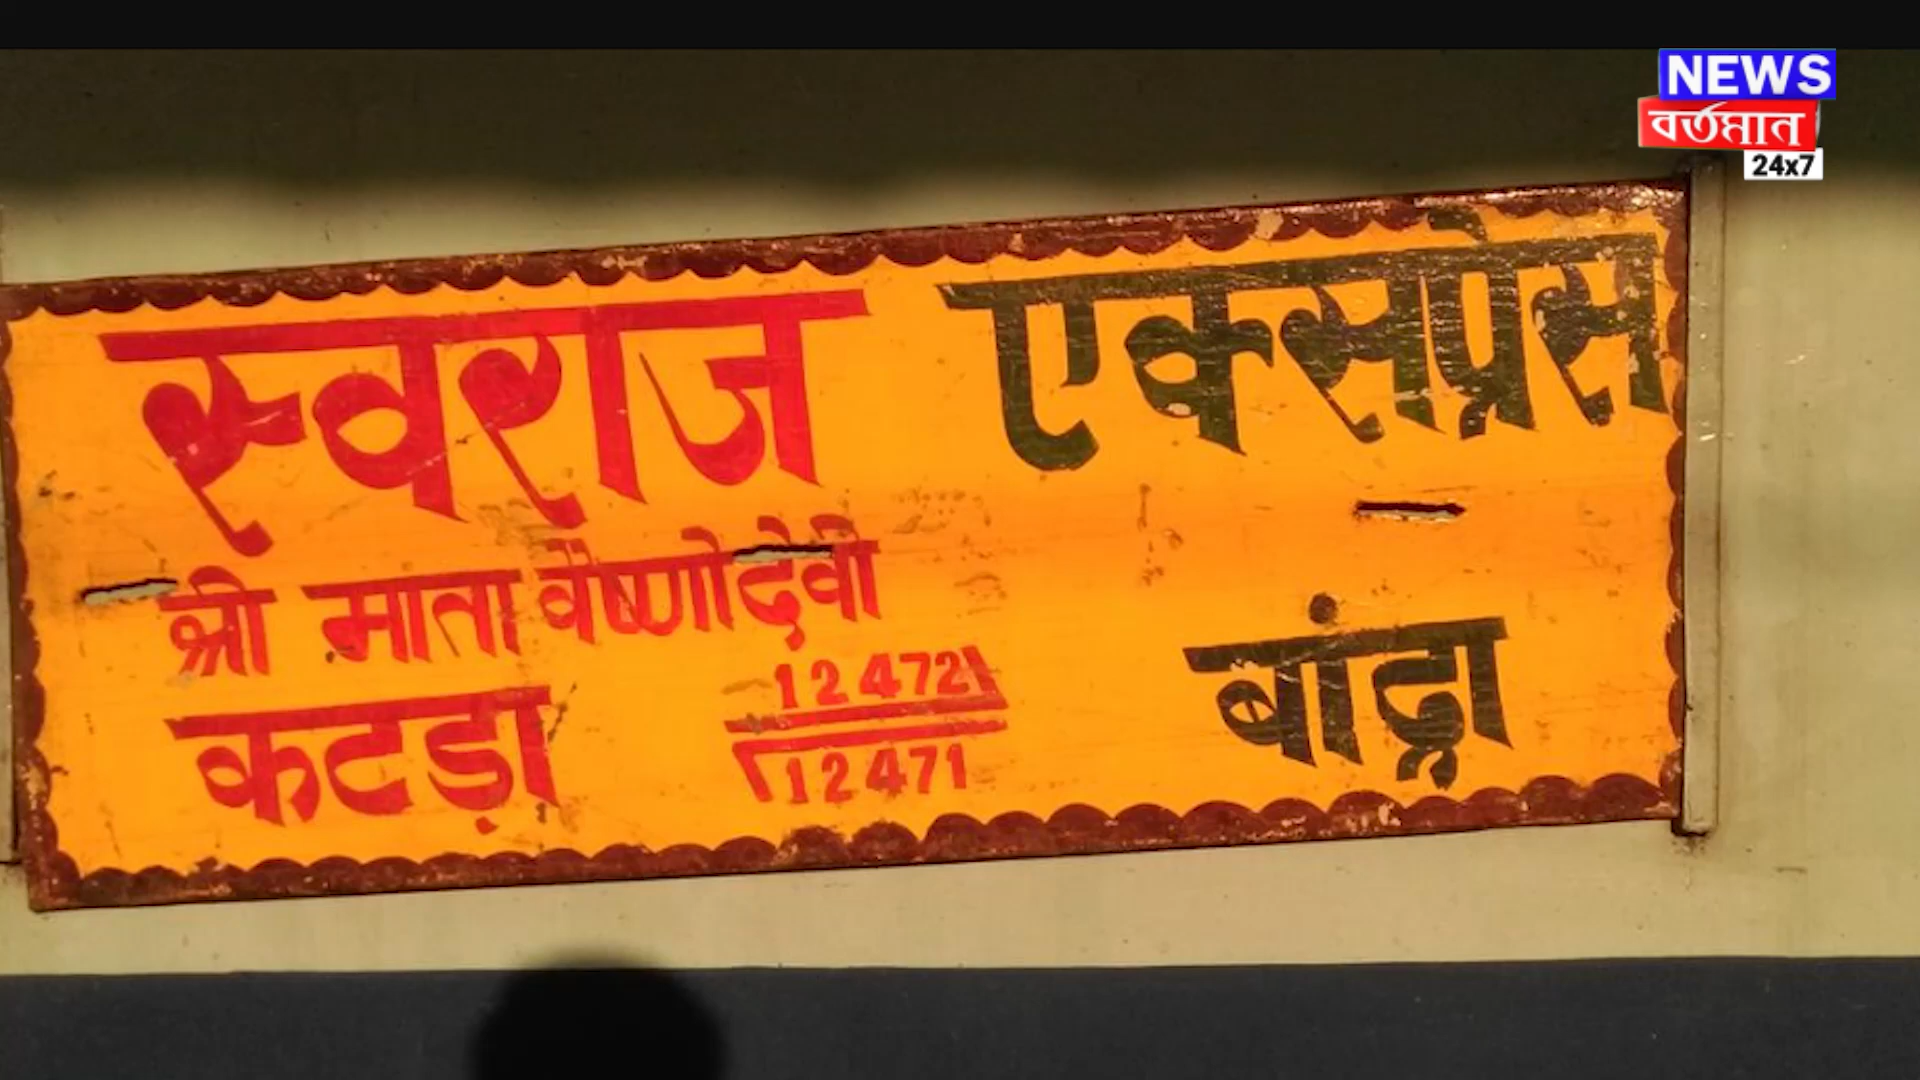 NEWS
বর্তমান
24x7
स्वराज एक्सप्रेस
श्री माता वैष्णोदेवी
कटड़ा
12472
12471
बांद्रा